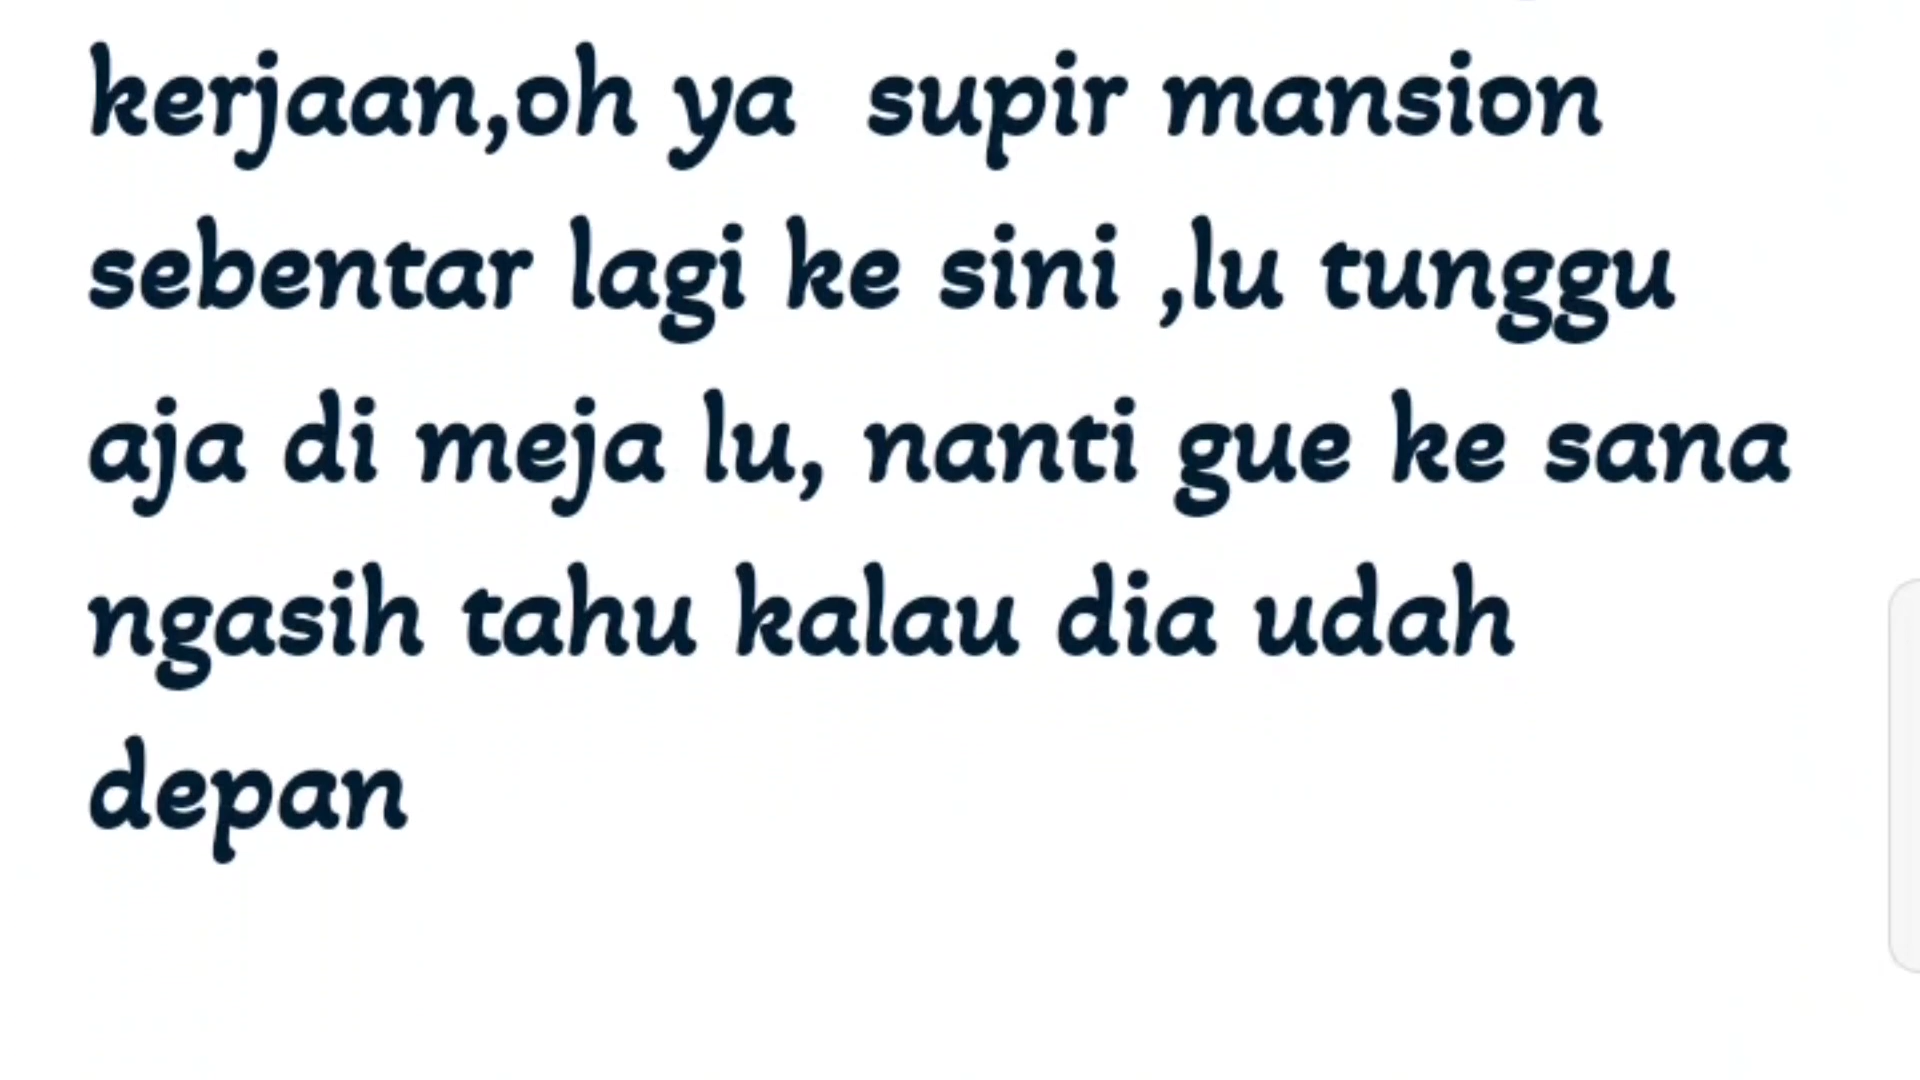 kerjaan,oh ya  supir mansion
sebentar lagi ke sini ,lu tunggu
aja di meja lu, nanti gue ke sana
ngasih tahu kalau dia udah
depan